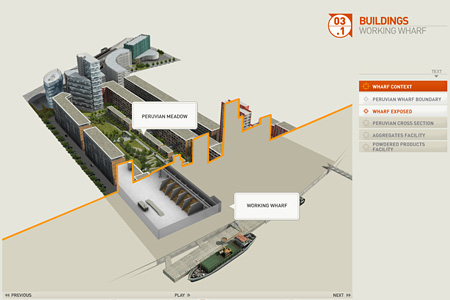 03
.1
BUILDINGS
WORKING WHARF
TEXT
WHARF CONTEXT
PERUVIAN WHARF BOUNDARY
WHARF EXPOSED
PERUVIAN CROSS SECTION
AGGREGATES FACILITY
POWDERED PRODUCTS
FACILITY
PERUVIAN MEADOW
WORKING WHARF
PREVIOUS
PLAY
NEXT